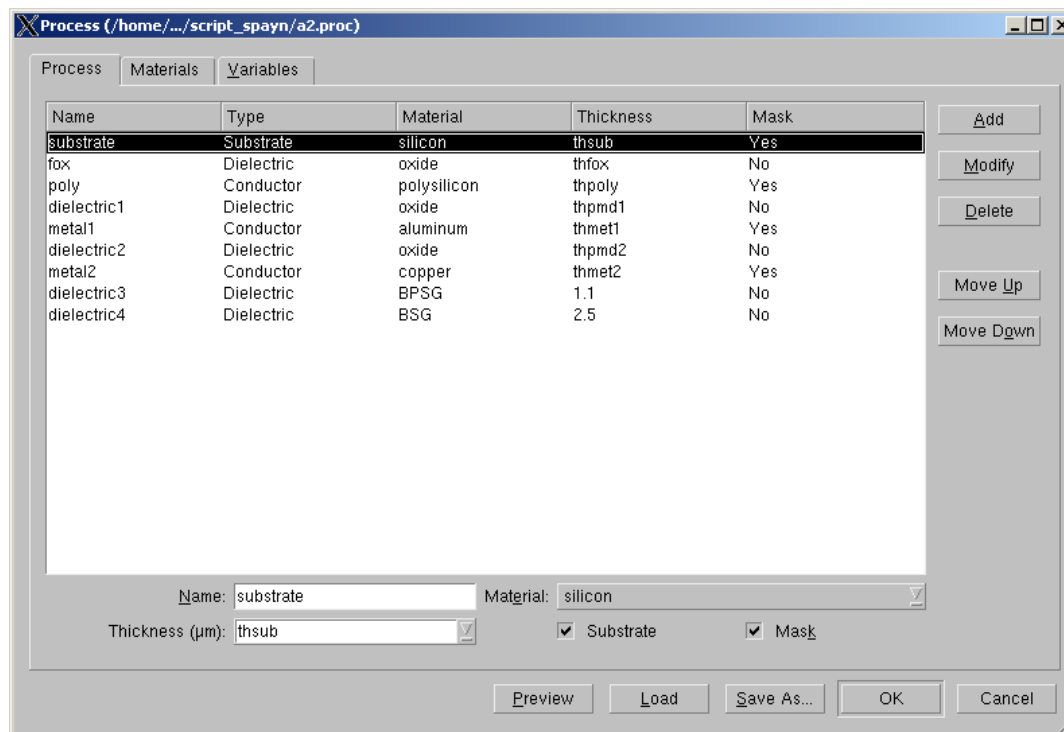 Process (/home/.../script_spayn/a2.proc)
Process Materials Variables
Name Type Material Thickness Mask
substrate Substrate silicon thsub Yes
fox Dielectric oxide thfox No
poly Conductor polysilicon thpoly Yes
dielectric1 Dielectric oxide thpmd1 No
metal1 Conductor aluminum thmet1 Yes
dielectric2 Dielectric oxide thpmd2 No
metal2 Conductor copper thmet2 Yes
dielectric3 Dielectric BPSG 1.1 No
dielectric4 Dielectric BSG 2.5 No
Add
Modify
Delete
Move Up
Move Down
Name: substrate Material: silicon
Thickness (µm): thsub Substrate Mask
Preview Load Save As... OK Cancel